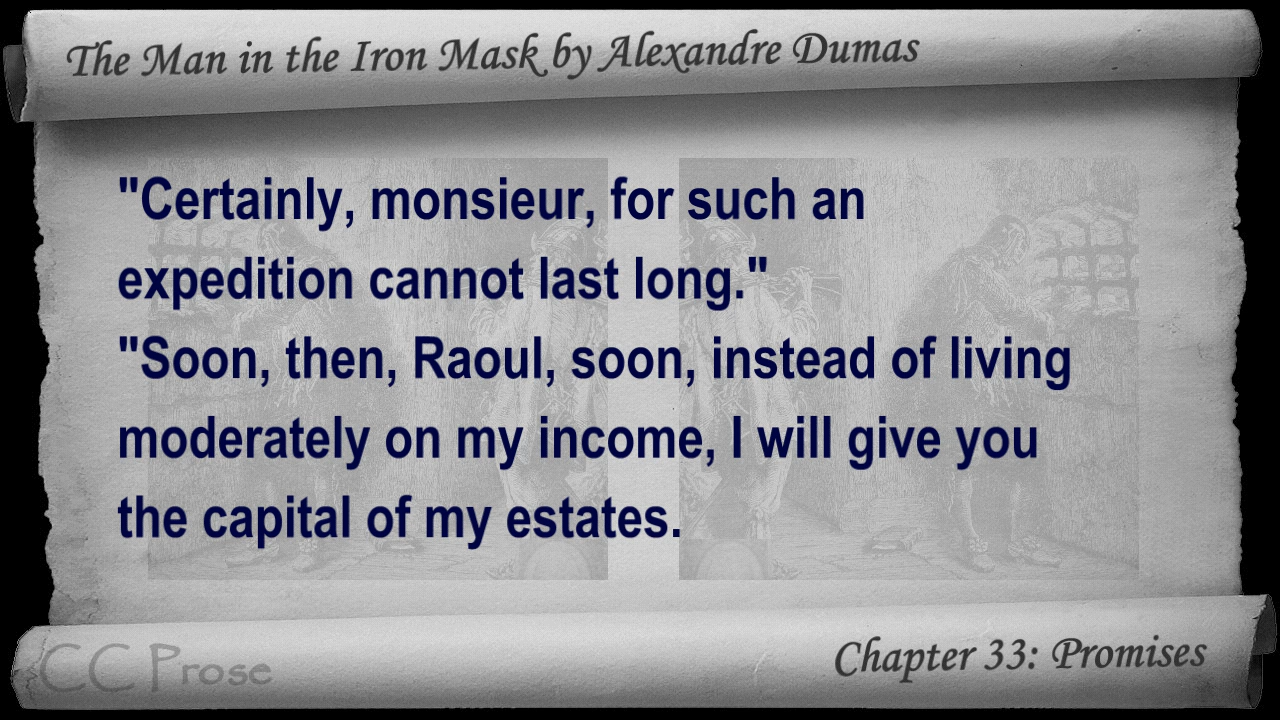 The Man in the Iron Mask by Alexandre Dumas
"Certainly, monsieur, for such an
expedition cannot last long."
"Soon, then, Raoul, soon, instead of living
moderately on my income, I will give you
the capital of my estates.
CC Prose
Chapter 33: Promises